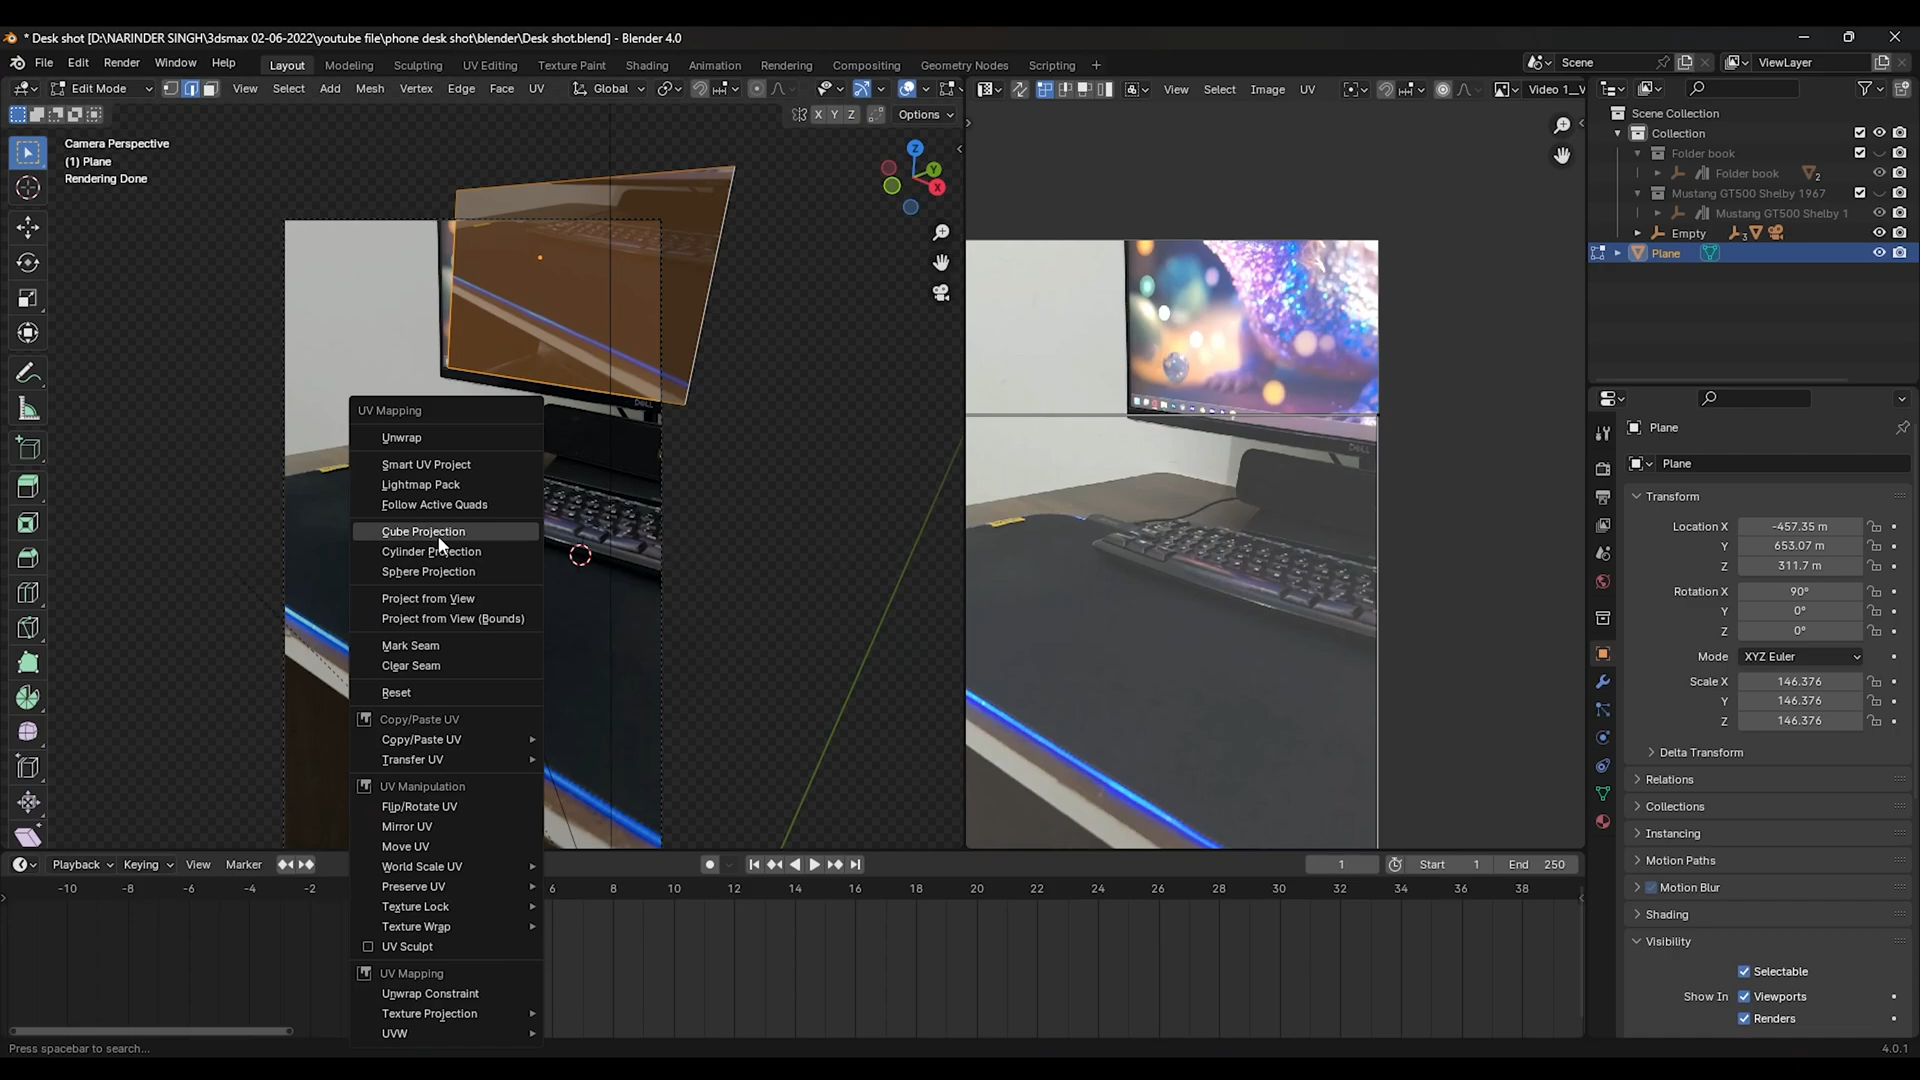 * Desk shot [D:\NARINDER SINGH\3dsmax 02-06-2022\youtube file\phone desk shot\blender\Desk shot.blend] - Blender 4.0
File Edit Render Window Help Layout Modeling Sculpting UV Editing Texture Paint Shading Animation Rendering Compositing Geometry Nodes Scripting + Scene ViewLayer
Edit Mode View Select Add Mesh Vertex Edge Face UV Global View Select Image UV Video 1_V
X Y Z Options
Camera Perspective
(1) Plane
Rendering Done
Z
Y
X
Scene Collection
Collection
Folder book
Folder book
2
Mustang GT500 Shelby 1967
Mustang GT500 Shelby 1
Empty
3
Plane
DELL
UV Mapping
Unwrap
Smart UV Project
Lightmap Pack
Follow Active Quads
Cube Projection
Cylinder Projection
Sphere Projection
Project from View
Project from View (Bounds)
Mark Seam
Clear Seam
Reset
Copy/Paste UV
Copy/Paste UV
Transfer UV
UV Manipulation
Flip/Rotate UV
Mirror UV
Move UV
World Scale UV
Preserve UV
Texture Lock
Texture Wrap
UV Sculpt
UV Mapping
Unwrap Constraint
Texture Projection
UVW
DELL
Plane
Plane
Transform
Location X -457.35 m
Y 653.07 m
Z 311.7 m
Rotation X 90°
Y 0°
Z 0°
Mode XYZ Euler
Scale X 146.376
Y 146.376
Z 146.376
Delta Transform
Relations
Collections
Instancing
Motion Paths
Motion Blur
Shading
Visibility
Selectable
Show In Viewports
Renders
Playback Keying View Marker 1 Start 1 End 250
-10 -8 -6 -4 -2 6 8 10 12 14 16 18 20 22 24 26 28 30 32 34 36 38
Press spacebar to search...
4.0.1